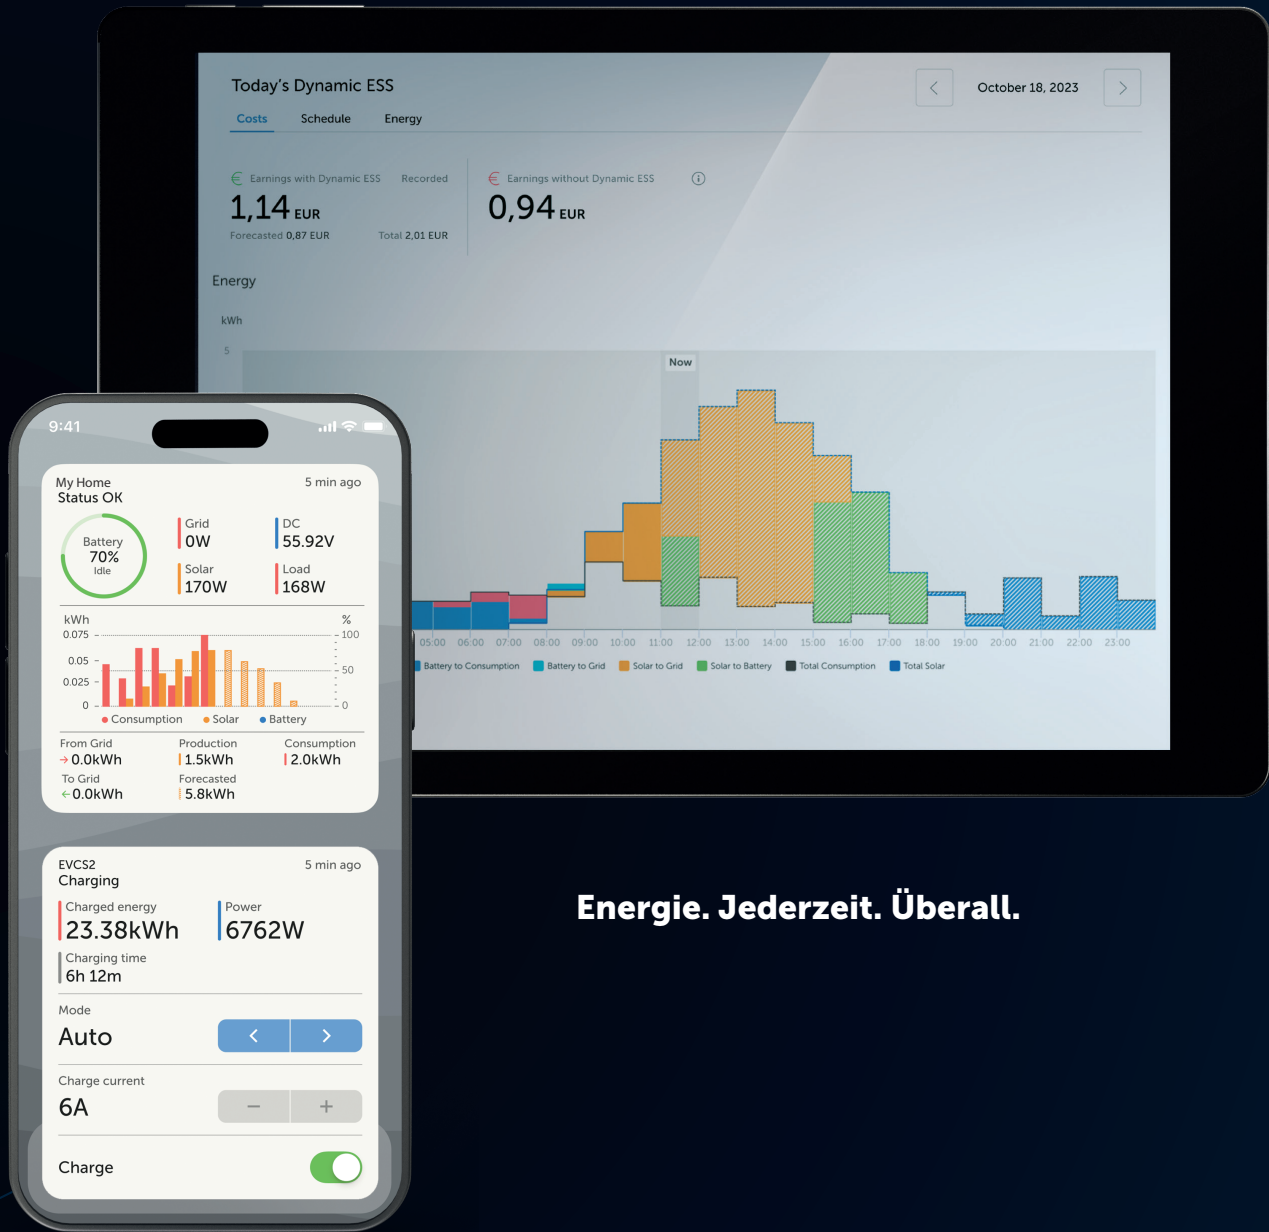 Today's Dynamic ESS
October 18, 2023
Costs Schedule Energy
Earnings with Dynamic ESS Recorded
1,14 EUR
Forecasted 0,87 EUR Total 2,01 EUR
Earnings without Dynamic ESS
0,94 EUR
Energy
kWh
5
Now
05:00 06:00 07:00 08:00 09:00 10:00 11:00 12:00 13:00 14:00 15:00 16:00 17:00 18:00 19:00 20:00 21:00 22:00 23:00
Battery to Consumption Battery to Grid Solar to Grid Solar to Battery Total Consumption Total Solar
9:41
My Home 5 min ago
Status OK
Battery
70%
Idle
Grid
0W
DC
55.92V
Solar
170W
Load
168W
kWh %
0.075 100
0.05
50
0.025
0 0
Consumption Solar Battery
From Grid Production Consumption
→ 0.0kWh 1.5kWh 2.0kWh
To Grid Forecasted
← 0.0kWh 5.8kWh
EVCS2 5 min ago
Charging
Charged energy Power
23.38kWh 6762W
Charging time
6h 12m
Mode
Auto
Charge current
6A − +
Charge
Energie. Jederzeit. Überall.